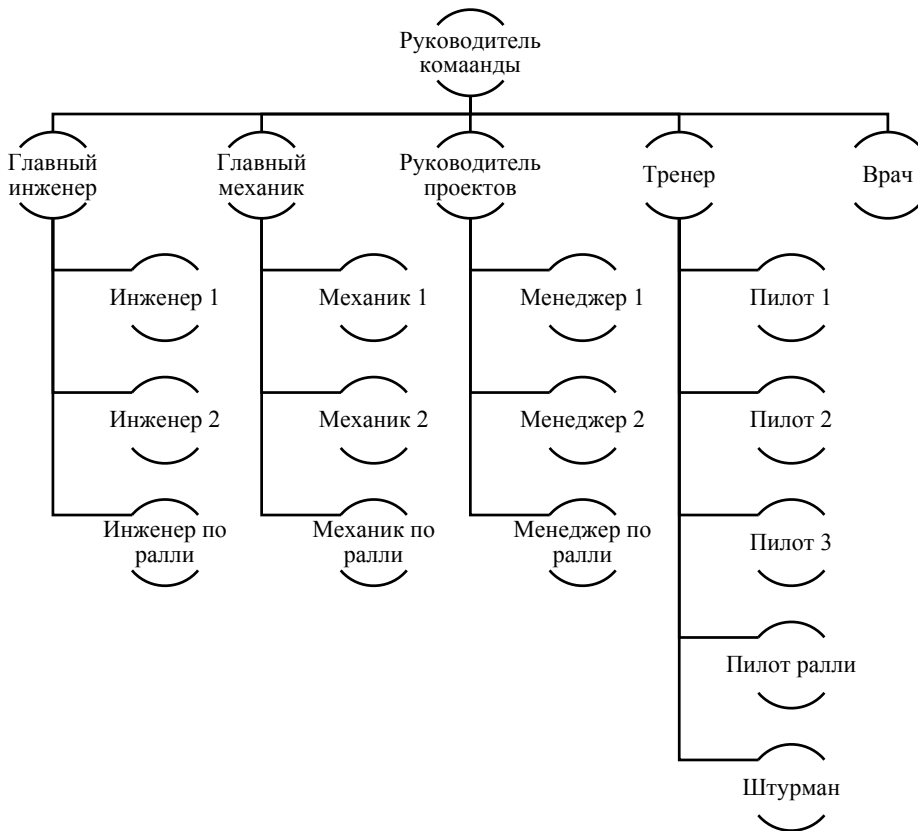 Руководитель
комаанды
Главный
инженер
Главный
механик
Руководитель
проектов
Тренер
Врач
Инженер 1
Механик 1
Менеджер 1
Пилот 1
Инженер 2
Механик 2
Менеджер 2
Пилот 2
Инженер по
ралли
Механик по
ралли
Менеджер по
ралли
Пилот 3
Пилот ралли
Штурман